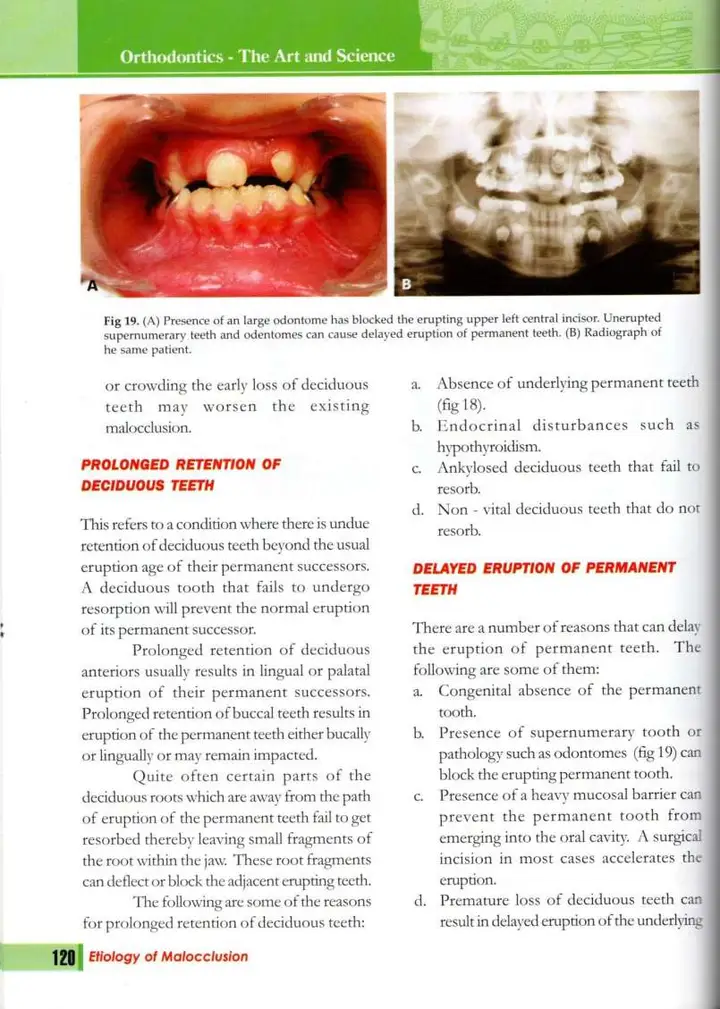 Orthodontics - The Art and Science
A
B
Fig 19. (A) Presence of an large odontome has blocked the erupting upper left central incisor. Unerupted
supernumerary teeth and odentomes can cause delayed eruption of permanent teeth. (B) Radiograph of
he same patient.
or crowding the early loss of deciduous
teeth may worsen the existing
malocclusion.
PROLONGED RETENTION OF
DECIDUOUS TEETH
This refers to a condition where there is undue
retention of deciduous teeth beyond the usual
eruption age of their permanent successors.
A deciduous tooth that fails to undergo
resorption will prevent the normal eruption
of its permanent successor.
Prolonged retention of deciduous
anteriors usually results in lingual or palatal
eruption of their permanent successors.
Prolonged retention of buccal teeth results in
eruption of the permanent teeth either bucally
or lingually or may remain impacted.
Quite often certain parts of the
deciduous roots which are away from the path
of eruption of the permanent teeth fail to get
resorbed thereby leaving small fragments of
the root within the jaw. These root fragments
can deflect or block the adjacent erupting teeth.
The following are some of the reasons
for prolonged retention of deciduous teeth:
a. Absence of underlying permanent teeth
(fig 18).
b. Endocrinal disturbances such as
hypothyroidism.
c. Ankylosed deciduous teeth that fail to
resorb.
d. Non - vital deciduous teeth that do not
resorb.
DELAYED ERUPTION OF PERMANENT
TEETH
There are a number of reasons that can delay
the eruption of permanent teeth. The
following are some of them:
a. Congenital absence of the permanent
tooth.
b. Presence of supernumerary tooth or
pathology such as odontomes (fig 19) can
block the erupting permanent tooth.
c. Presence of a heavy mucosal barrier can
prevent the permanent tooth from
emerging into the oral cavity. A surgical
incision in most cases accelerates the
eruption.
d. Premature loss of deciduous teeth can
result in delayed eruption of the underlying
120 Etiology of Malocclusion